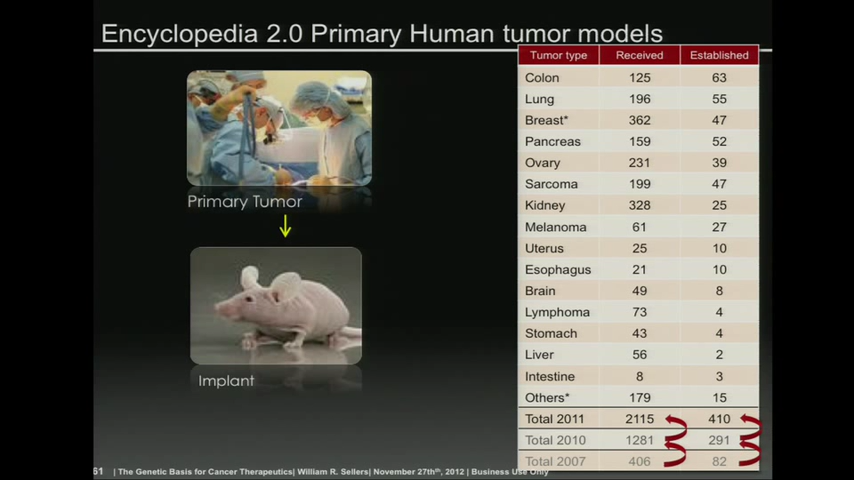 Encyclopedia 2.0 Primary Human tumor models
Tumor type Received Established
Colon 125 63
Lung 196 55
Breast* 362 47
Pancreas 159 52
Ovary 231 39
Sarcoma 199 47
Kidney 328 25
Melanoma 61 27
Uterus 25 10
Esophagus 21 10
Brain 49 8
Lymphoma 73 4
Stomach 43 4
Liver 56 2
Intestine 8 3
Others* 179 15
Total 2011 2115 410
Total 2010 1281 291
Total 2007 406 82
Primary Tumor
Implant
61 | The Genetic Basis for Cancer Therapeutics| William R. Sellers| November 27th, 2012 | Business Use Only